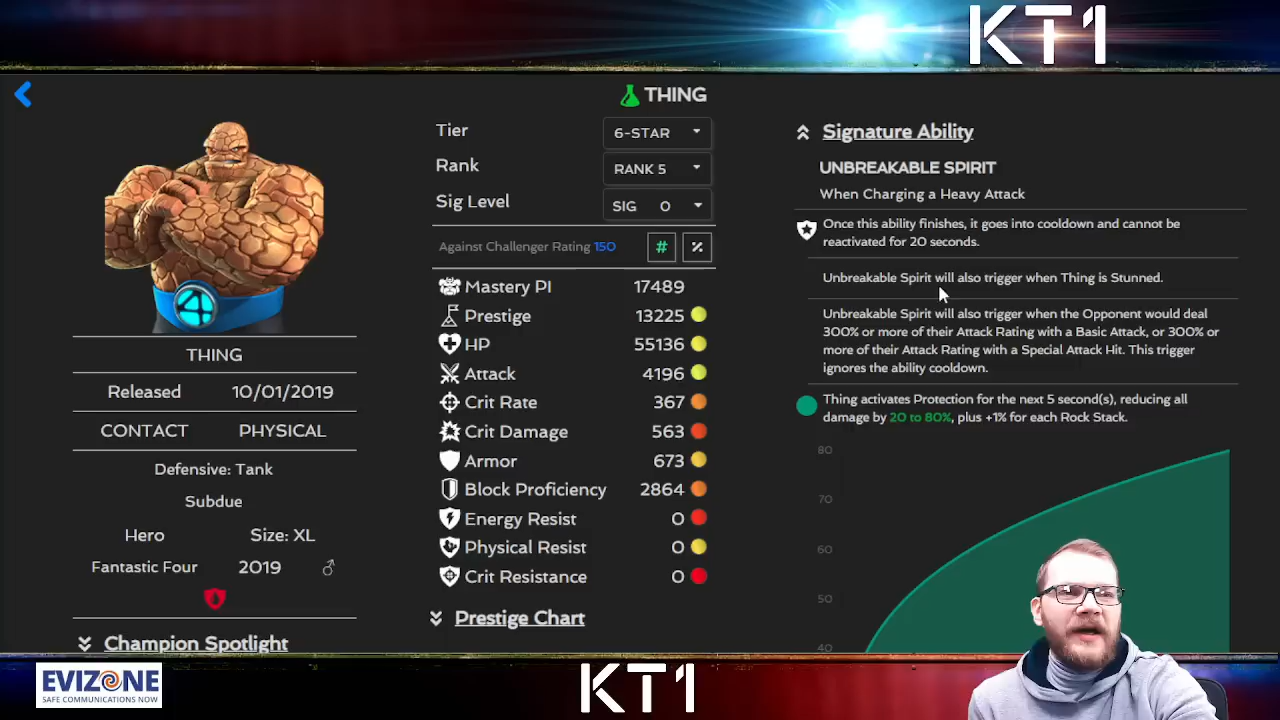 KT1
THING
THING
Released 10/01/2019
CONTACT PHYSICAL
Defensive: Tank
Subdue
Hero Size: XL
Fantastic Four 2019
Champion Spotlight
Tier 6-STAR
Rank RANK 5
Sig Level SIG 0
Against Challenger Rating 150 # %
Mastery PI 17489
Prestige 13225
HP 55136
Attack 4196
Crit Rate 367
Crit Damage 563
Armor 673
Block Proficiency 2864
Energy Resist 0
Physical Resist 0
Crit Resistance 0
Prestige Chart
Signature Ability
UNBREAKABLE SPIRIT
When Charging a Heavy Attack
Once this ability finishes, it goes into cooldown and cannot be
reactivated for 20 seconds.
Unbreakable Spirit will also trigger when Thing is Stunned.
Unbreakable Spirit will also trigger when the Opponent would deal
300% or more of their Attack Rating with a Basic Attack, or 300% or
more of their Attack Rating with a Special Attack Hit. This trigger
ignores the ability cooldown.
Thing activates Protection for the next 5 second(s), reducing all
damage by 20 to 80%, plus +1% for each Rock Stack.
80
70
60
50
40
EVIZONE
SAFE COMMUNICATIONS NOW
KT1